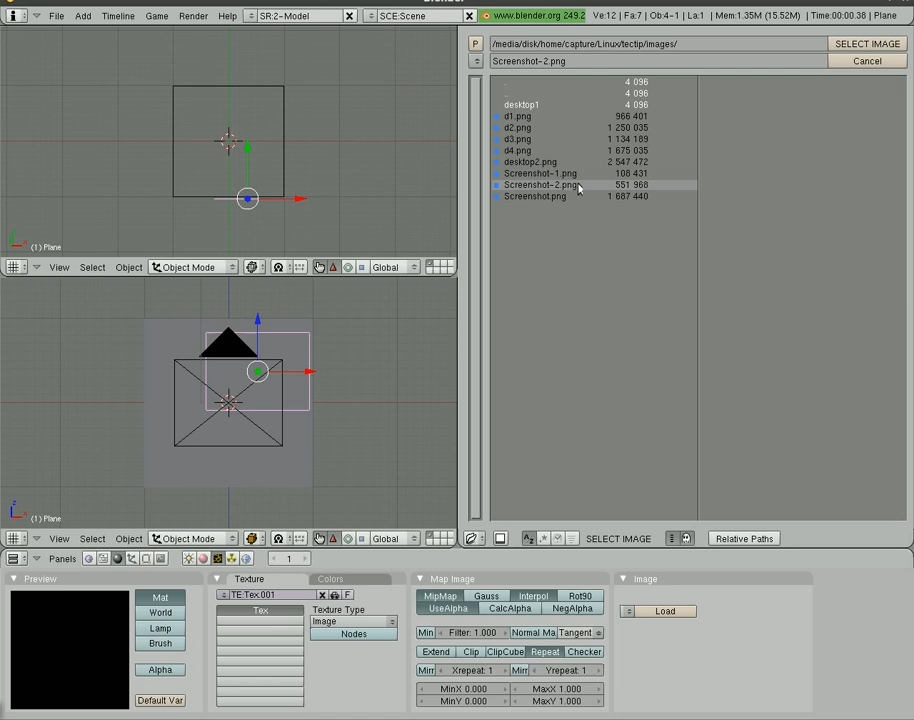 Blender
File Add Timeline Game Render Help SR:2-Model SCE:Scene www.blender.org 249.2 Ve:12 | Fa:7 | Ob:4-1 | La:1 | Mem:1.35M (15.52M) | Time:00:00.38 | Plane
P /media/disk/home/capture/Linux/tectip/images/ SELECT IMAGE
Screenshot-2.png Cancel
. 4 096
.. 4 096
desktop1 4 096
d1.png 966 401
d2.png 1 250 035
d3.png 1 134 189
d4.png 1 675 035
desktop2.png 2 547 472
Screenshot-1.png 108 431
Screenshot-2.png 551 968
Screenshot.png 1 687 440
(1) Plane
View Select Object Object Mode Global
(1) Plane
View Select Object Object Mode Global
SELECT IMAGE Relative Paths
Panels 1
Preview
Mat
World
Lamp
Brush
Alpha
Default Var
Texture Colors
TE:Tex.001 F
Tex
Texture Type
Image
Nodes
Map Image
MipMap Gauss Interpol Rot90
UseAlpha CalcAlpha NegAlpha
Min Filter: 1.000 Normal Ma Tangent
Extend Clip ClipCube Repeat Checker
Mirr Xrepeat: 1 Mirr Yrepeat: 1
MinX 0.000 MaxX 1.000
MinY 0.000 MaxY 1.000
Image
Load